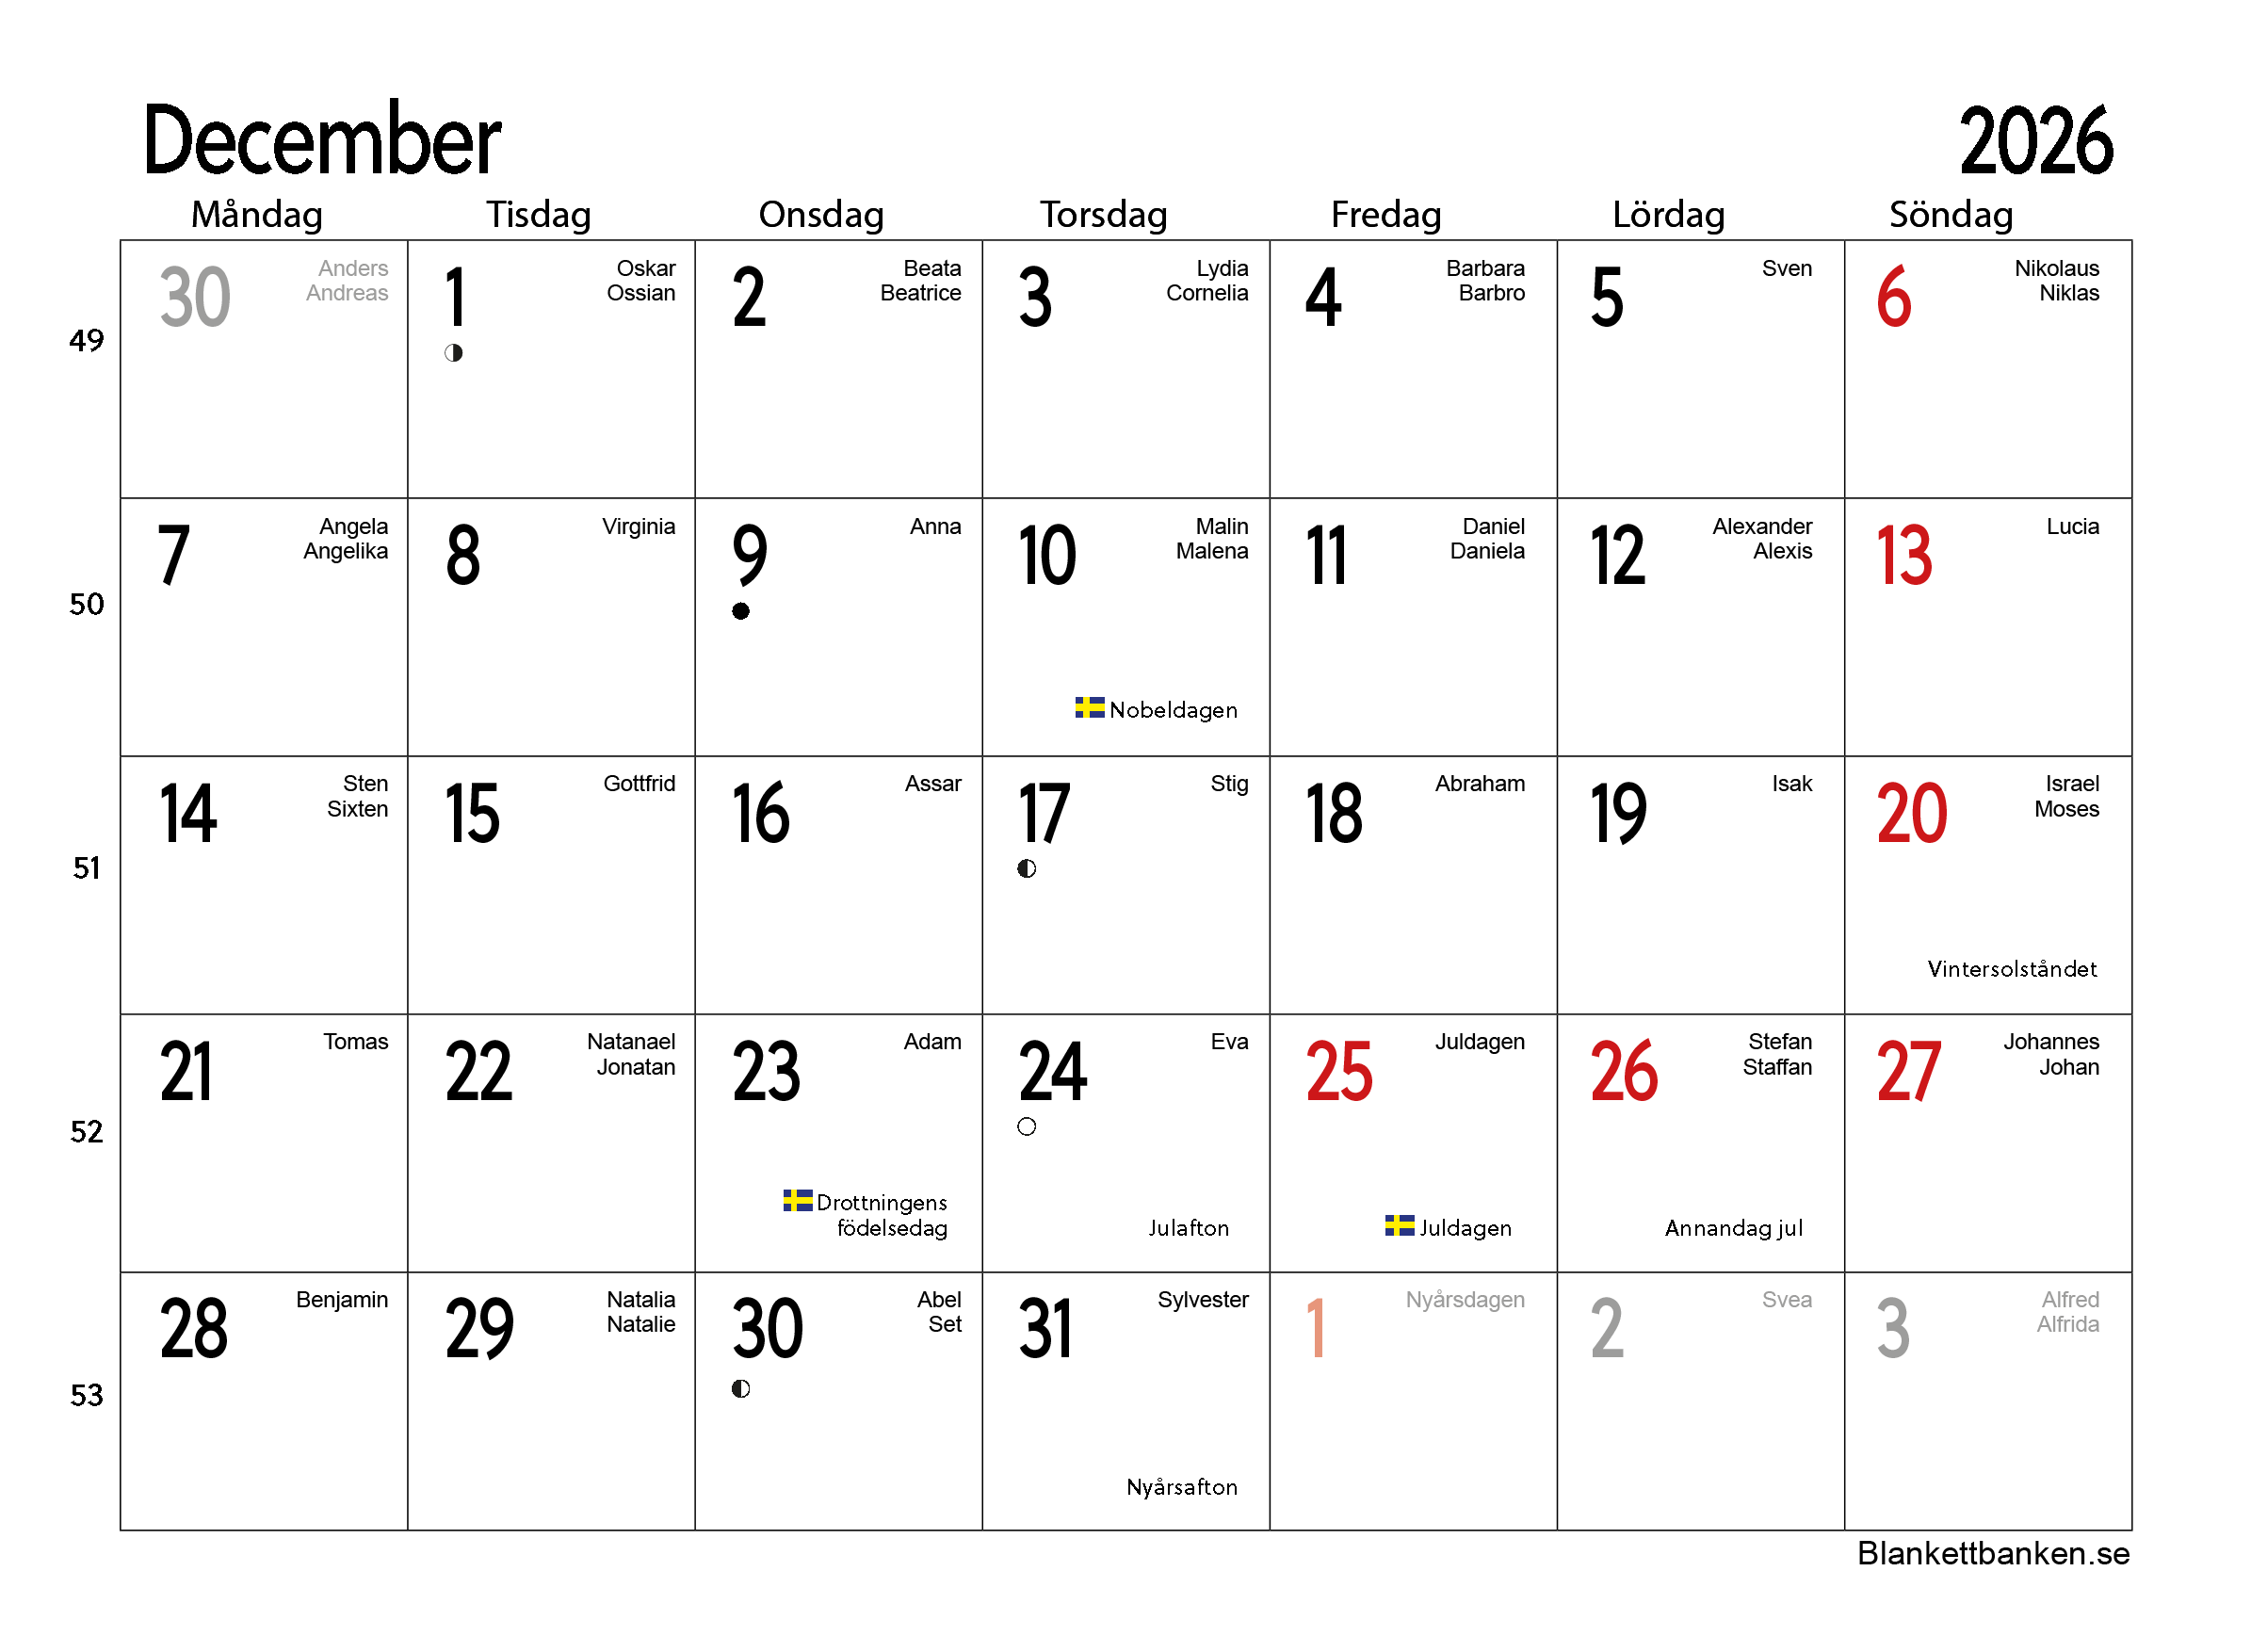 December 2026
Måndag Tisdag Onsdag Torsdag Fredag Lördag Söndag
49
30 Anders
Andreas
1 Oskar
Ossian
2 Beata
Beatrice
3 Lydia
Cornelia
4 Barbara
Barbro
5 Sven
6 Nikolaus
Niklas
50
7 Angela
Angelika
8 Virginia
9 Anna
10 Malin
Malena
Nobeldagen
11 Daniel
Daniela
12 Alexander
Alexis
13 Lucia
51
14 Sten
Sixten
15 Gottfrid
16 Assar
17 Stig
18 Abraham
19 Isak
20 Israel
Moses
Vintersolståndet
52
21 Tomas
22 Natanael
Jonatan
23 Adam
Drottningens
födelsedag
24 Eva
Julafton
25 Juldagen
Juldagen
26 Stefan
Staffan
Annandag jul
27 Johannes
Johan
53
28 Benjamin
29 Natalia
Natalie
30 Abel
Set
31 Sylvester
Nyårsafton
1 Nyårsdagen
2 Svea
3 Alfred
Alfrida
Blankettbanken.se